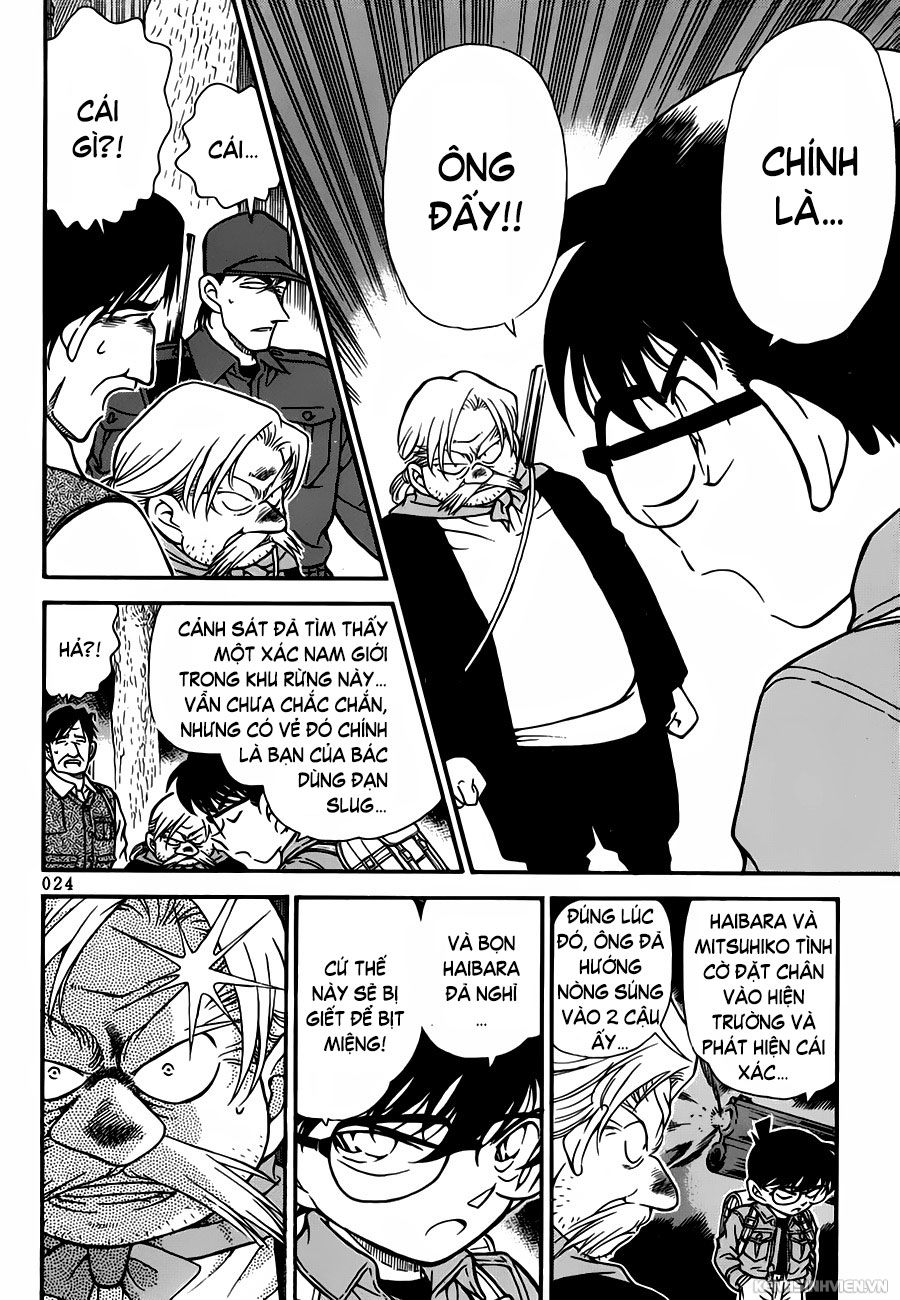 CHÍNH
LÀ...
ÔNG
ĐẤY!!
CÁI...
CÁI
GÌ?!
CẢNH SÁT ĐÃ TÌM THẤY
MỘT XÁC NAM GIỚI
TRONG KHU RỪNG NÀY...
VẪN CHƯA CHẮC CHẮN,
NHƯNG CÓ VẺ ĐÓ CHÍNH
LÀ BẠN CỦA BÁC
DÙNG ĐẠN
SLUG...
HẢ?!
024
HAIBARA VÀ
MITSUHIKO TÌNH
CỜ ĐẶT CHÂN
VÀO HIỆN
TRƯỜNG VÀ
PHÁT HIỆN CÁI
XÁC...
ĐÚNG LÚC
ĐÓ, ÔNG ĐÃ
HƯỚNG
NÒNG SÚNG
VÀO 2 CẬU
ẤY...
VÀ BỌN
HAIBARA
ĐÃ NGHĨ
...
CỨ THẾ
NÀY SẼ BỊ
GIẾT ĐỂ BỊT
MIỆNG!
KENHSINHVIEN.VN